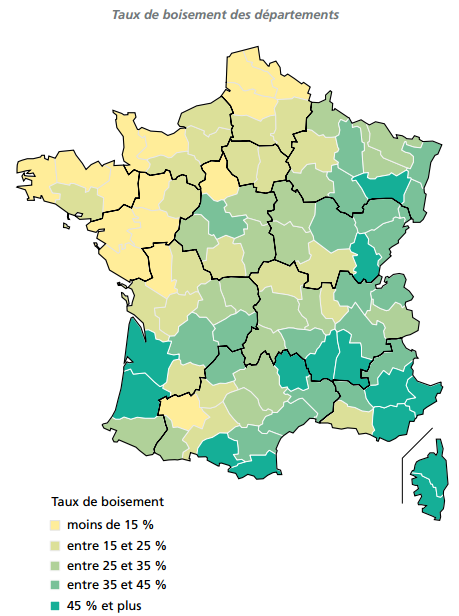 Taux de boisement des départements
Taux de boisement
moins de 15 %
entre 15 et 25 %
entre 25 et 35 %
entre 35 et 45 %
45 % et plus